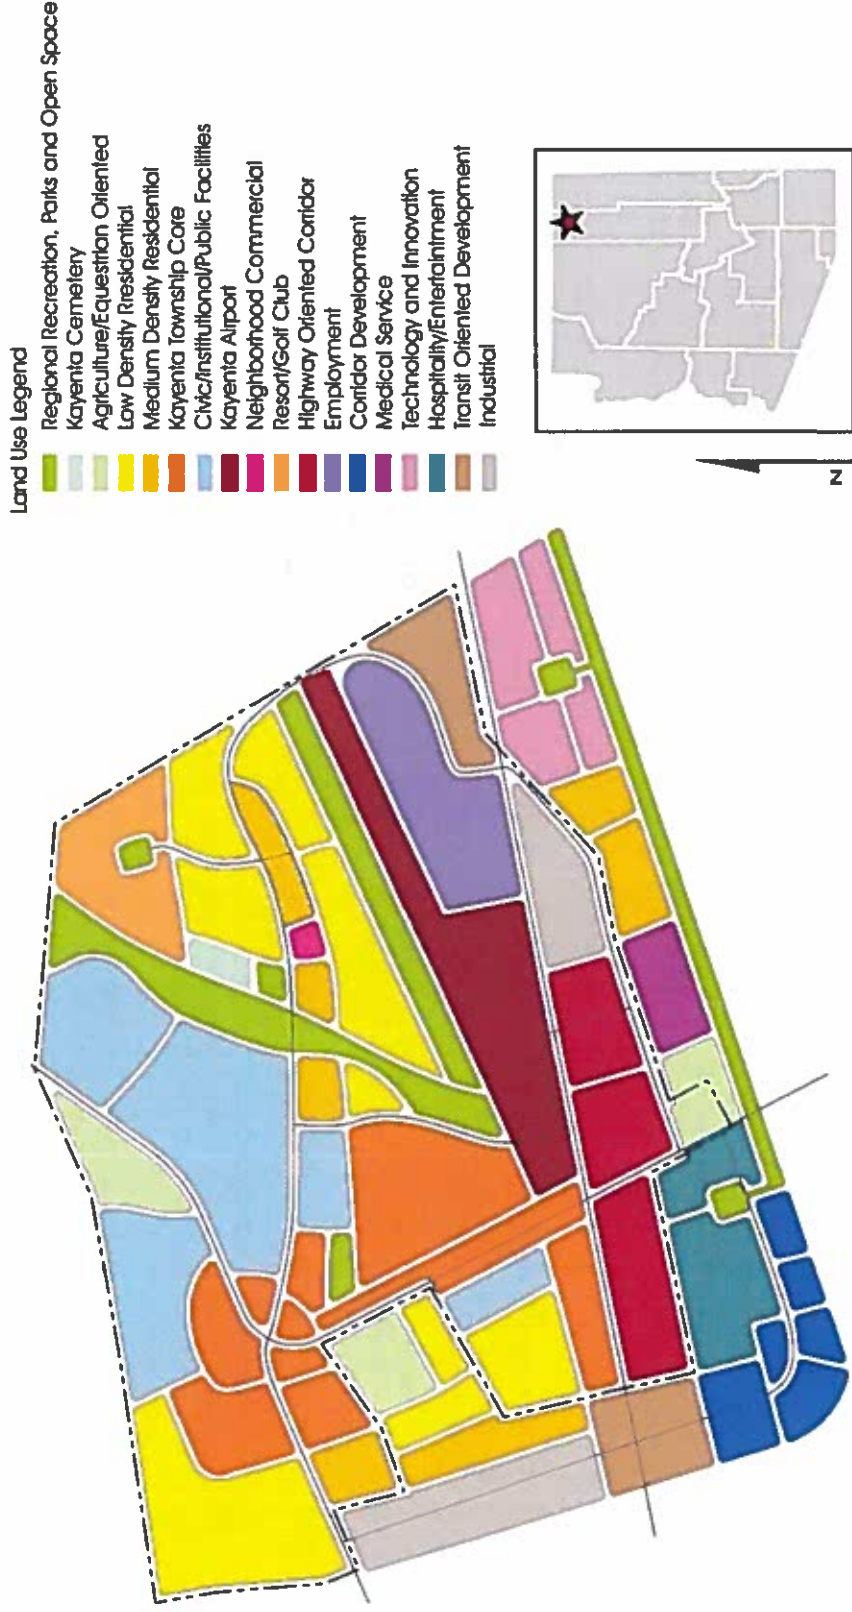 Land Use Legend
Regional Recreation, Parks and Open Space
Kayenta Cemetery
Agriculture/Equestrian Oriented
Low Density Rresidential
Medium Density Residential
Kayenta Township Core
Civic/Institutional/Public Facilities
Kayenta Airport
Neighborhood Commercial
Resort/Golf Club
Highway Oriented Corridor
Employment
Corridor Development
Medical Service
Technology and Innovation
Hospitality/Entertaintment
Transit Oriented Development
Industrial
N